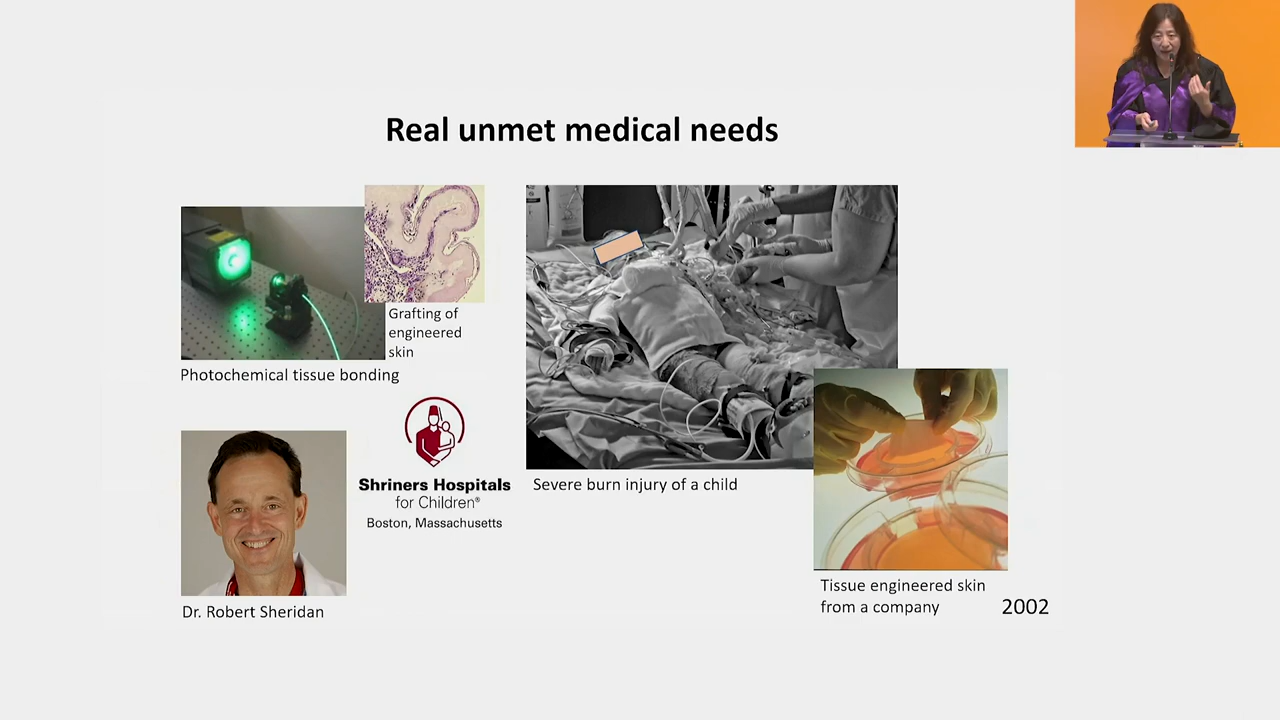 Real unmet medical needs
Grafting of
engineered
skin
Photochemical tissue bonding
Shriners Hospitals
for Children®
Boston, Massachusetts
Severe burn injury of a child
Dr. Robert Sheridan
Tissue engineered skin
from a company
2002